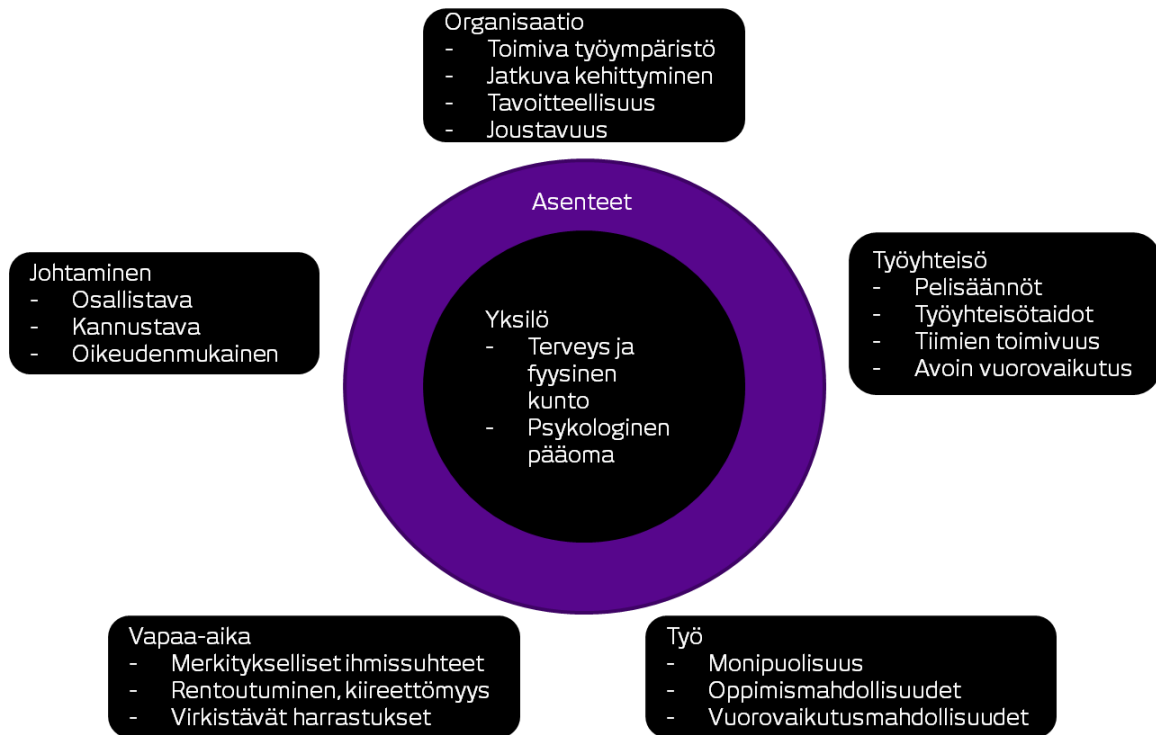 Organisaatio
- Toimiva työympäristö
- Jatkuva kehittyminen
- Tavoitteellisuus
- Joustavuus
Asenteet
Johtaminen
- Osallistava
- Kannustava
- Oikeudenmukainen
Yksilö
- Terveys ja
fyysinen
kunto
- Psykologinen
pääoma
Työyhteisö
- Pelisäännöt
- Työyhteisötaidot
- Tiimien toimivuus
- Avoin vuorovaikutus
Vapaa-aika
- Merkitykselliset ihmissuhteet
- Rentoutuminen, kiireettömyys
- Virkistävät harrastukset
Työ
- Monipuolisuus
- Oppimismahdollisuudet
- Vuorovaikutusmahdollisuudet